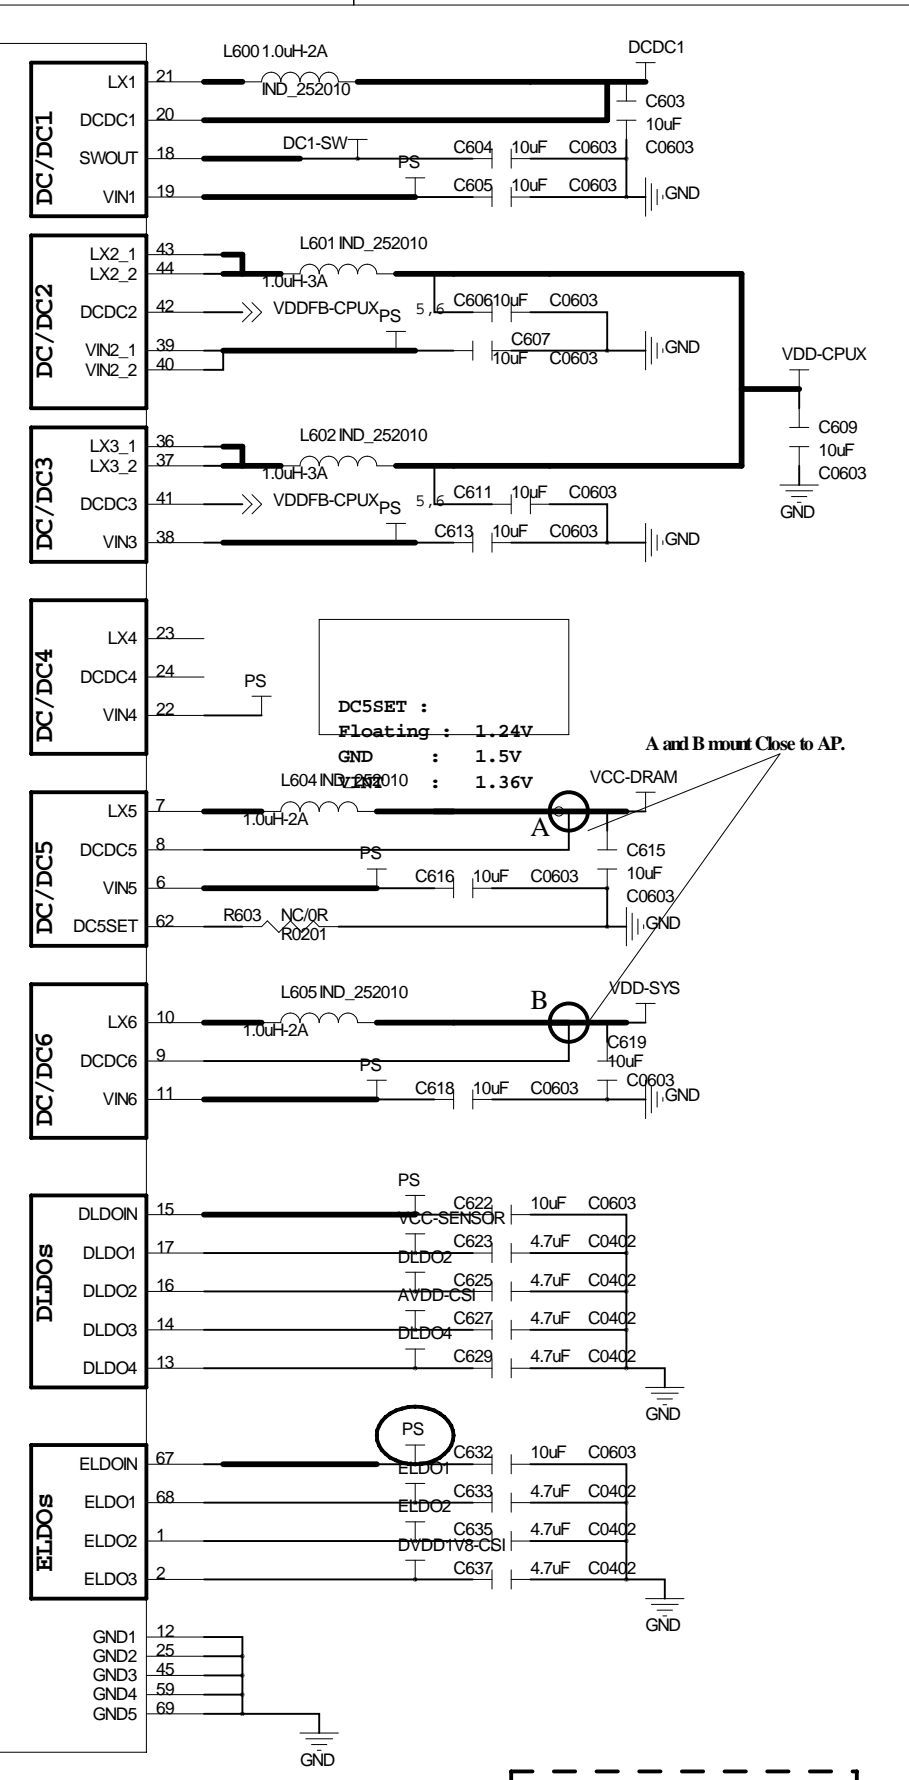 L600 1.0uH-2A
DCDC1
DC/DC1
LX1 21
IND_252010
C603
DCDC1 20
10uF
DC1-SW
C604 10uF C0603 C0603
SWOUT 18
PS
C605 10uF C0603
VIN1 19
GND
DC/DC2
L601 IND_252010
LX2_1 43
LX2_2 44
1.0uH-3A
DCDC2 42
VDDFB-CPUX 5,6
C606 10uF C0603
PS
C607
VIN2_1 39
10uF C0603
GND
VIN2_2 40
VDD-CPUX
C609
10uF
C0603
GND
DC/DC3
L602 IND_252010
LX3_1 36
LX3_2 37
1.0uH-3A
DCDC3 41
VDDFB-CPUX 5,6
C611 10uF C0603
PS
C613 10uF C0603
VIN3 38
GND
DC/DC4
LX4 23
DCDC4 24
PS
VIN4 22
DC5SET :
Floating : 1.24V
GND : 1.5V
VINT : 1.36V
A and B mount Close to AP.
DC/DC5
L604 IND_252010
VCC-DRAM
LX5 7
1.0uH-2A
A
DCDC5 8
C615
10uF
C0603
PS
C616 10uF C0603
VIN5 6
R603 NC/0R
R0201
DC5SET 62
GND
DC/DC6
L605 IND_252010
B
VDD-SYS
LX6 10
1.0uH-2A
C619
10uF
C0603
DCDC6 9
PS
C618 10uF C0603
VIN6 11
GND
DLDOs
PS
DLDOIN 15
C622 10uF C0603
VCC-SENSOR
DLDO1 17
C623 4.7uF C0402
DLDO2
DLDO2 16
C625 4.7uF C0402
AVDD-CSI
DLDO3 14
C627 4.7uF C0402
DLDO4
DLDO4 13
C629 4.7uF C0402
GND
ELDOs
PS
ELDOIN 67
C632 10uF C0603
ELDO1
ELDO1 68
C633 4.7uF C0402
ELDO2
ELDO2 1
C635 4.7uF C0402
DVDD1V8-CSI
ELDO3 2
C637 4.7uF C0402
GND
GND1 12
GND2 25
GND3 45
GND4 59
GND5 69
GND